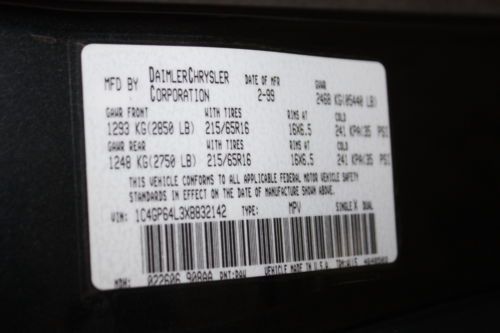 MFD BY DAIMLERCHRYSLER CORPORATION DATE OF MFR 2-99 GVWR 2468 KG(05440 LB)
GAWR FRONT WITH TIRES RIMS AT COLD
1293 KG(2850 LB) 215/65R16 16X6.5 241 KPA(35 PSI
GAWR REAR WITH TIRES RIMS AT COLD
1248 KG(2750 LB) 215/65R16 16X6.5 241 KPA(35 PSI
THIS VEHICLE CONFORMS TO ALL APPLICABLE FEDERAL MOTOR VEHICLE SAFETY
STANDARDS IN EFFECT ON THE DATE OF MANUFACTURE SHOWN ABOVE.
VIN: 1C4GP64L3XB832142 TYPE: MPV SINGLE X DUAL
MDH: 022606 908AA PNT: VEHICLE MADE IN U.S.A